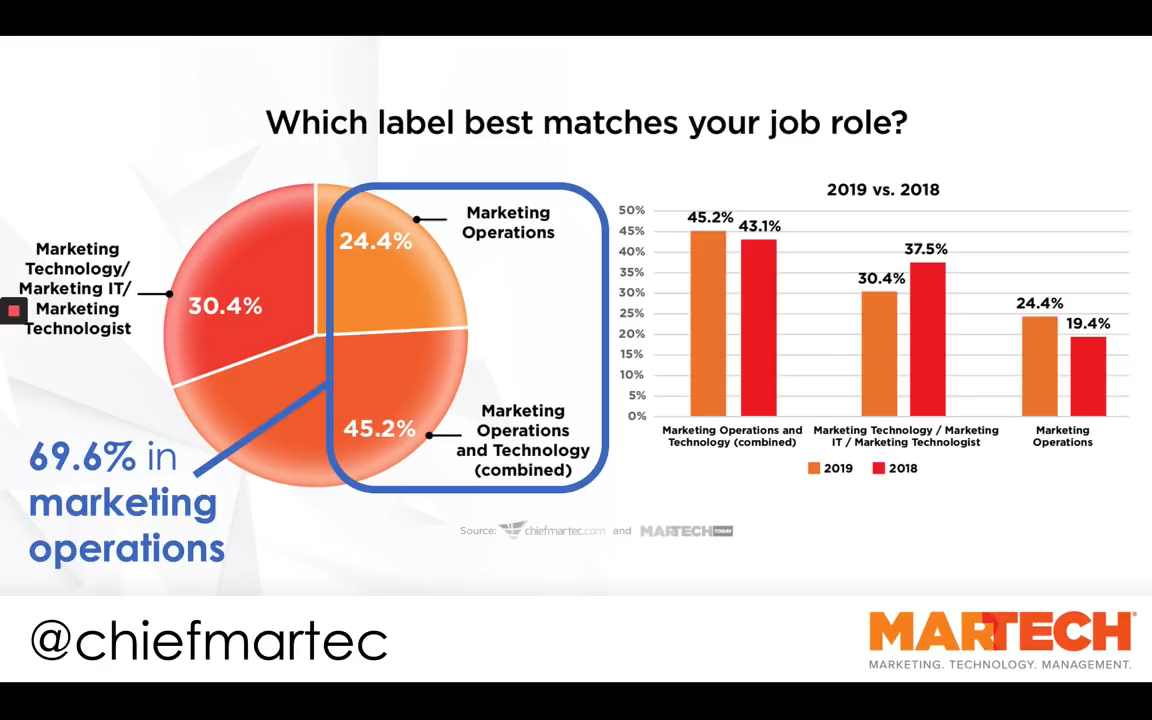 Which label best matches your job role?
Marketing
Technology/
Marketing IT/
Marketing
Technologist
30.4%
24.4%
Marketing
Operations
45.2%
Marketing
Operations
and Technology
(combined)
69.6% in
marketing
operations
2019 vs. 2018
50%
45%
40%
35%
30%
25%
20%
15%
10%
5%
0%
45.2%
43.1%
30.4%
37.5%
24.4%
19.4%
Marketing Operations and
Technology (combined)
Marketing Technology / Marketing
IT / Marketing Technologist
Marketing
Operations
2019
2018
Source: chiefmartec.com and MARTECH TODAY
@chiefmartec
MARTECH®
MARKETING. TECHNOLOGY. MANAGEMENT.